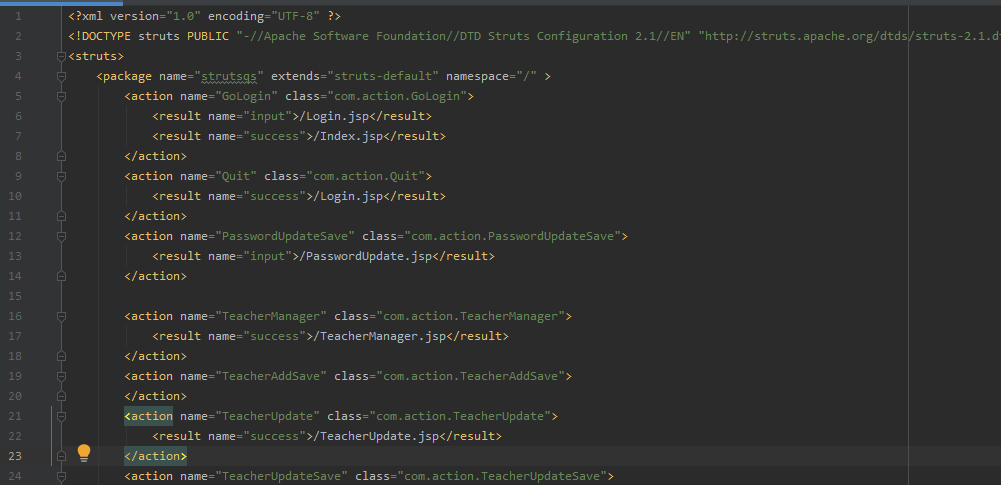 1 <?xml version="1.0" encoding="UTF-8" ?>
2 <!DOCTYPE struts PUBLIC "-//Apache Software Foundation//DTD Struts Configuration 2.1//EN" "http://struts.apache.org/dtds/struts-2.1.d
3 <struts>
4 <package name="strutsqs" extends="struts-default" namespace="/" >
5 <action name="GoLogin" class="com.action.GoLogin">
6 <result name="input">/Login.jsp</result>
7 <result name="success">/Index.jsp</result>
8 </action>
9 <action name="Quit" class="com.action.Quit">
10 <result name="success">/Login.jsp</result>
11 </action>
12 <action name="PasswordUpdateSave" class="com.action.PasswordUpdateSave">
13 <result name="input">/PasswordUpdate.jsp</result>
14 </action>
15
16 <action name="TeacherManager" class="com.action.TeacherManager">
17 <result name="success">/TeacherManager.jsp</result>
18 </action>
19 <action name="TeacherAddSave" class="com.action.TeacherAddSave">
20 </action>
21 <action name="TeacherUpdate" class="com.action.TeacherUpdate">
22 <result name="success">/TeacherUpdate.jsp</result>
23 </action>
24 <action name="TeacherUpdateSave" class="com.action.TeacherUpdateSave">